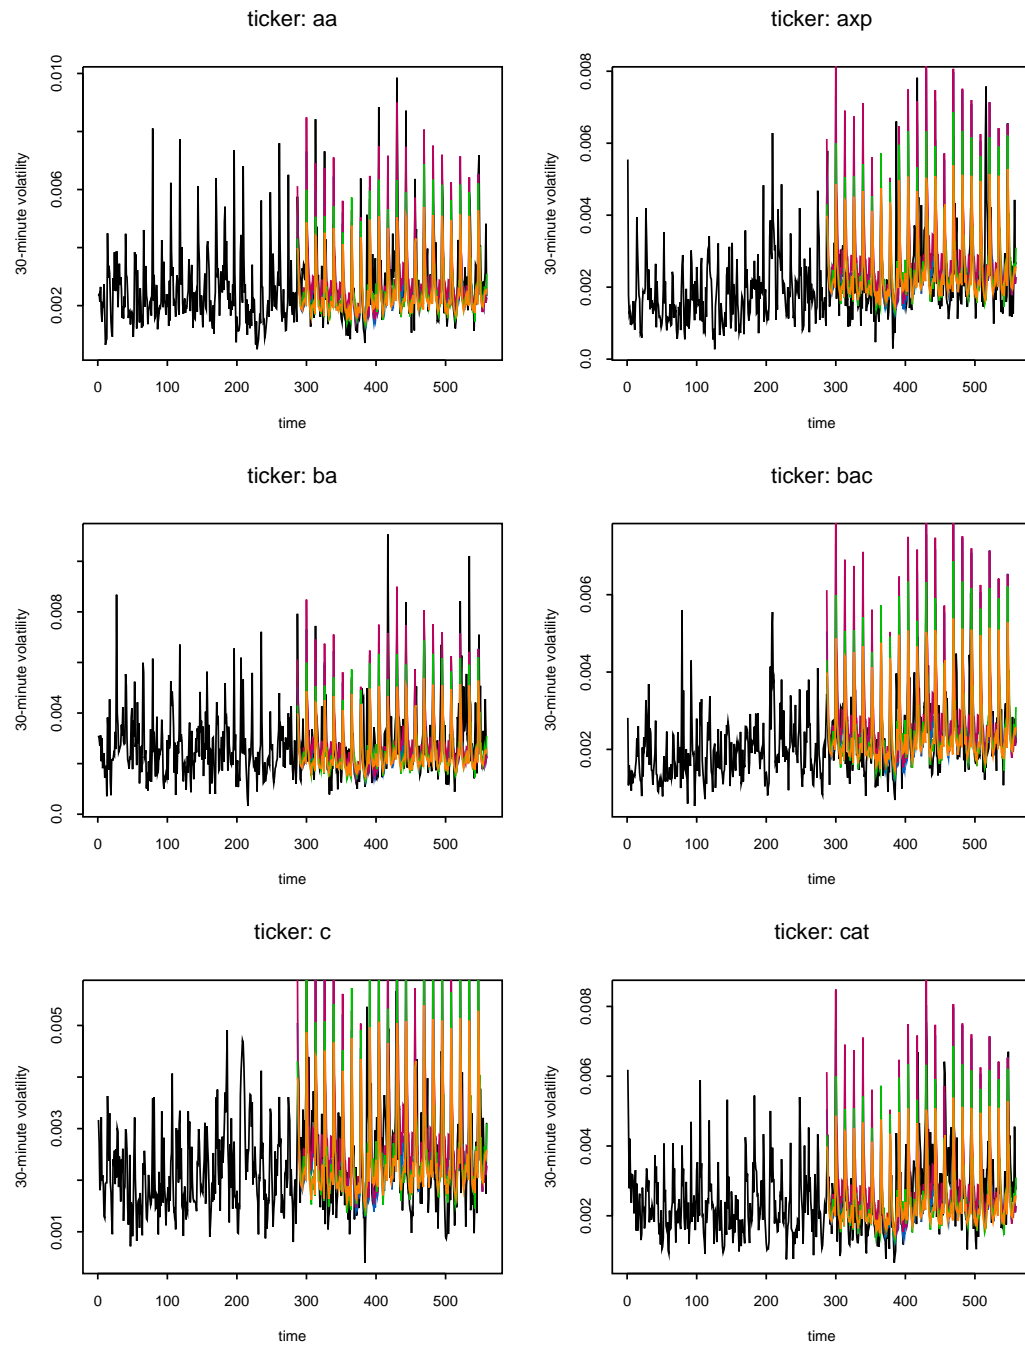 ticker: aa
30-minute volatility
0.002
0.006
0.010
0 100 200 300 400 500
time
ticker: axp
30-minute volatility
0.0
0.002
0.004
0.006
0.008
0 100 200 300 400 500
time
ticker: ba
30-minute volatility
0.0
0.004
0.008
0 100 200 300 400 500
time
ticker: bac
30-minute volatility
0.002
0.004
0.006
0 100 200 300 400 500
time
ticker: c
30-minute volatility
0.001
0.003
0.005
0 100 200 300 400 500
time
ticker: cat
30-minute volatility
0.002
0.004
0.006
0.008
0 100 200 300 400 500
time